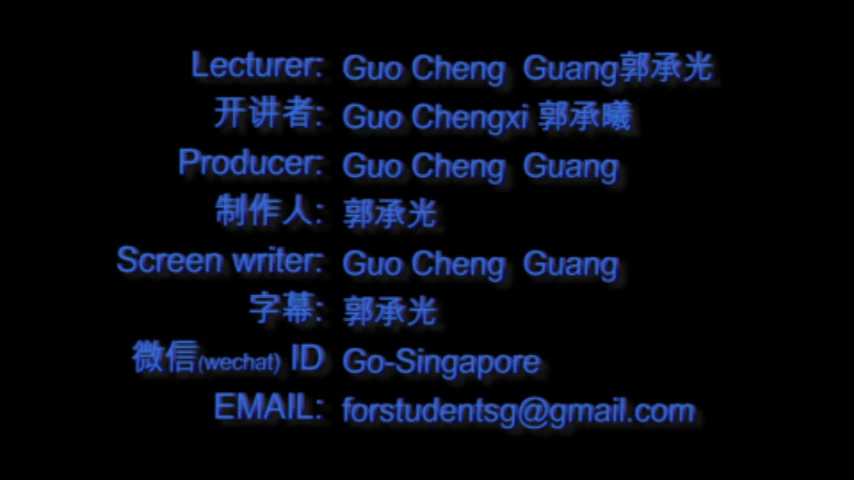 Lecturer: Guo Cheng Guang郭承光
开讲者: Guo Chengxi 郭承曦
Producer: Guo Cheng Guang
制作人: 郭承光
Screen writer: Guo Cheng Guang
字幕: 郭承光
微信(wechat) ID Go-Singapore
EMAIL: forstudentsg@gmail.com